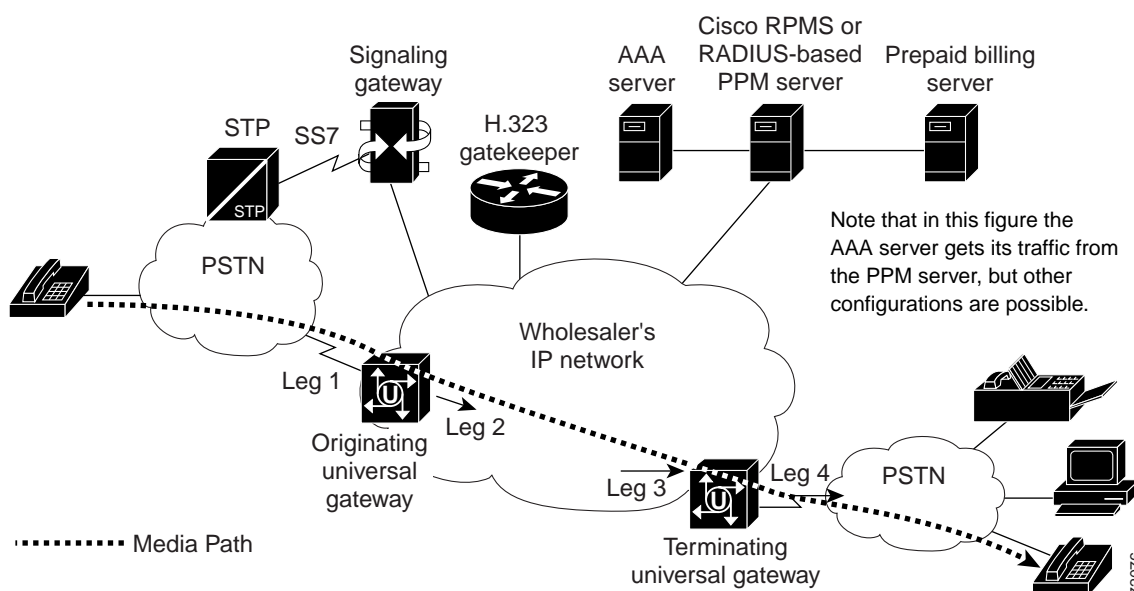 Cisco RPMS or
RADIUS-based
PPM server
AAA
server
Prepaid billing
server
Signaling
gateway
STP
SS7
H.323
gatekeeper
STP
Note that in this figure the
AAA server gets its traffic from
the PPM server, but other
configurations are possible.
PSTN
Wholesaler's
IP network
Leg 1
U
Leg 2
Originating
universal
gateway
Leg 3
U
Leg 4
PSTN
Media Path
Terminating
universal gateway